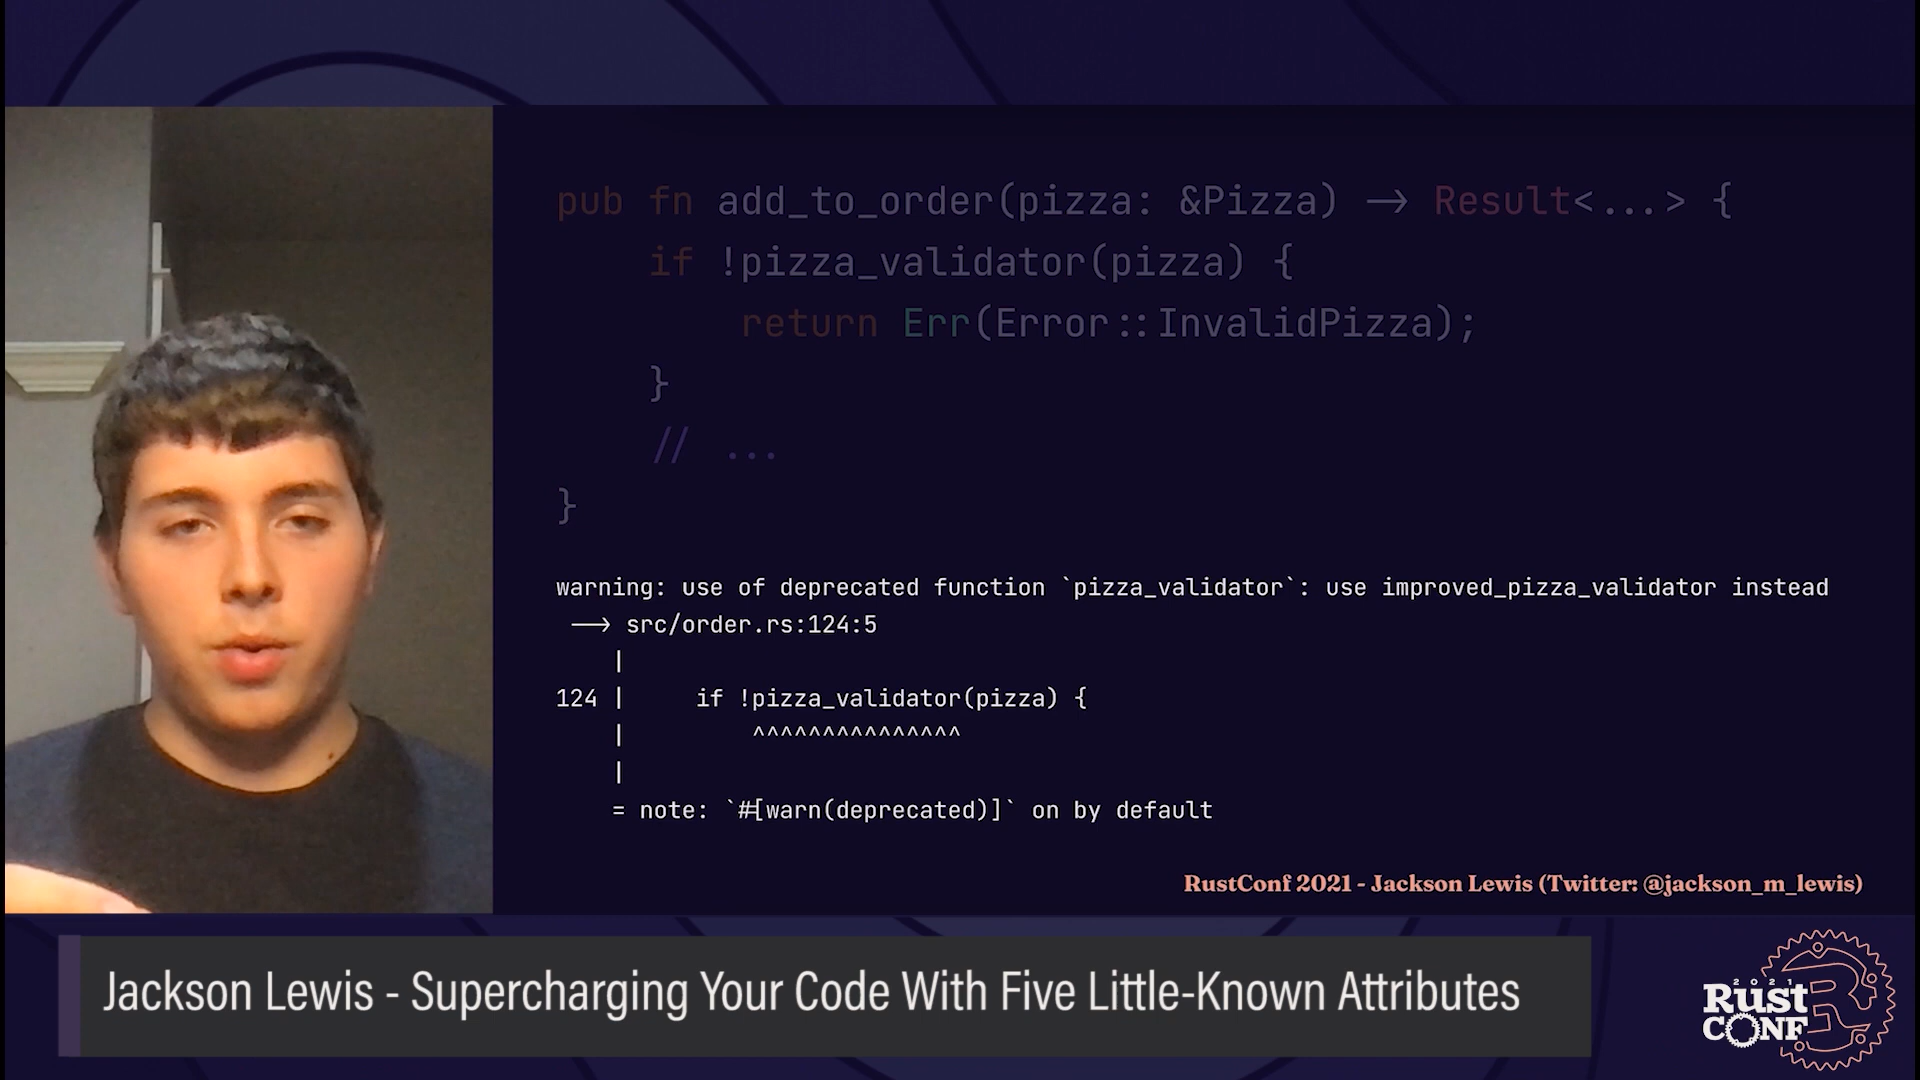 pub fn add_to_order(pizza: &Pizza) -> Result<...> {
if !pizza_validator(pizza) {
return Err(Error::InvalidPizza);
}
// ...
}
warning: use of deprecated function `pizza_validator`: use improved_pizza_validator instead
--> src/order.rs:124:5
|
124 | if !pizza_validator(pizza) {
| ^^^^^^^^^^^^^^^
|
= note: `#[warn(deprecated)]` on by default
RustConf 2021 - Jackson Lewis (Twitter: @jackson_m_lewis)
Jackson Lewis - Supercharging Your Code With Five Little-Known Attributes
2021
Rust
CONF
R